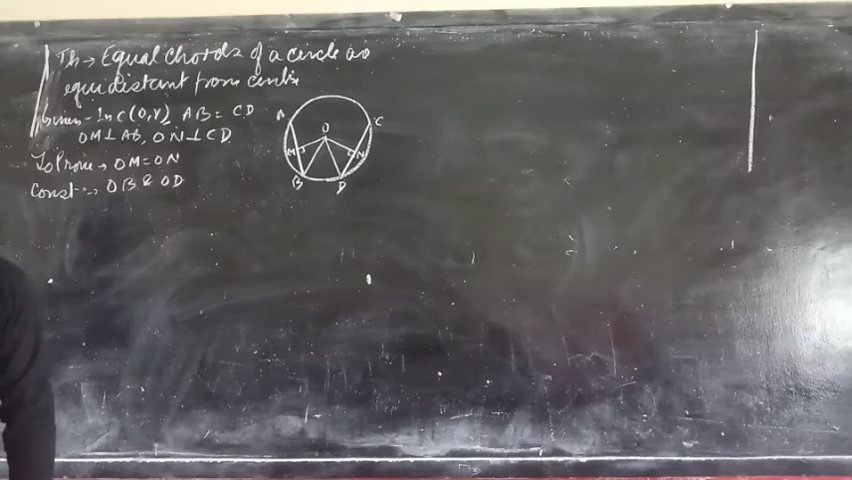 Th → Equal chords of a circle are
equidistant from centre
Given - In C(O,r) AB = CD
OM ⊥ AB, ON ⊥ CD
To Prove → OM = ON
Const → OB & OD
A
C
O
M
N
B
D